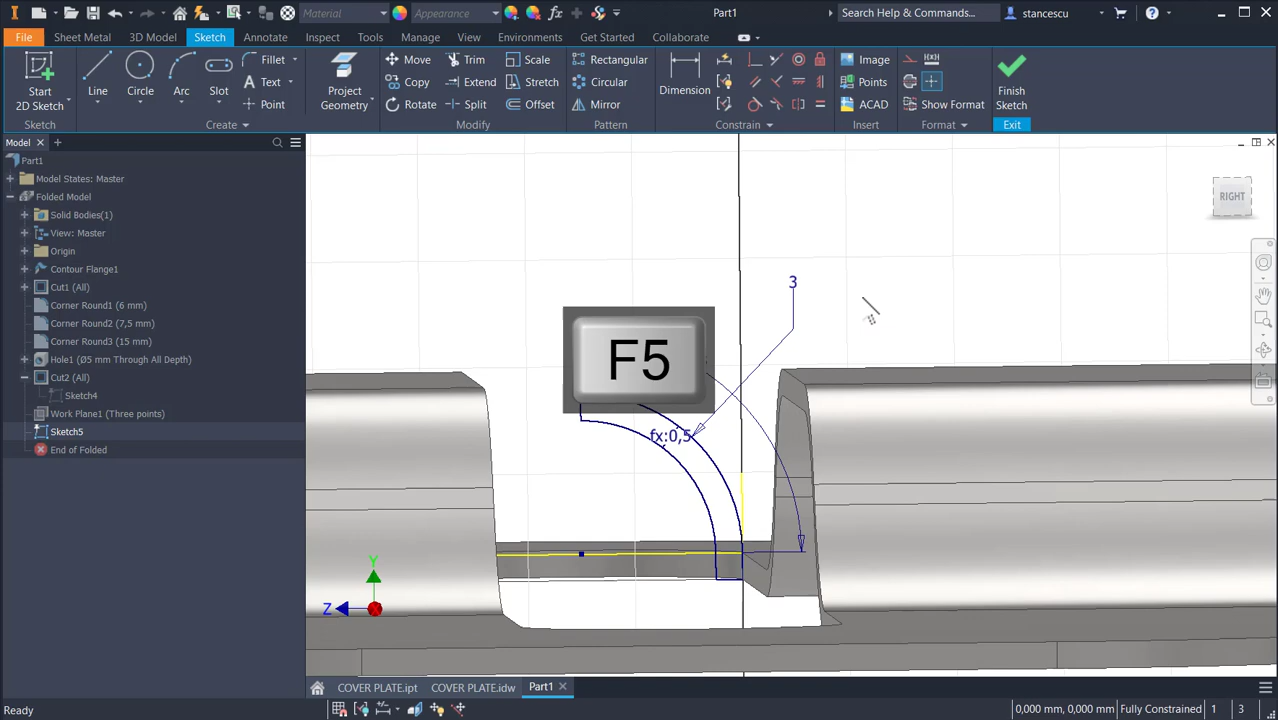 Material
Appearance
Part1
Search Help & Commands...
stancescu
File
Sheet Metal
3D Model
Sketch
Annotate
Inspect
Tools
Manage
View
Environments
Get Started
Collaborate
Start
2D Sketch
Line
Circle
Arc
Slot
Fillet
Text
Point
Project
Geometry
Move
Trim
Scale
Copy
Extend
Stretch
Rotate
Split
Offset
Rectangular
Circular
Mirror
Dimension
Image
Points
ACAD
Show Format
Finish
Sketch
Sketch
Create
Modify
Pattern
Constrain
Insert
Format
Exit
Model
Part1
Model States: Master
Folded Model
Solid Bodies(1)
View: Master
Origin
Contour Flange1
Cut1 (All)
Corner Round1 (6 mm)
Corner Round2 (7,5 mm)
Corner Round3 (15 mm)
Hole1 (Ø5 mm Through All Depth)
Cut2 (All)
Sketch4
Work Plane1 (Three points)
Sketch5
End of Folded
RIGHT
3
F5
fx:0,5
Y
Z
COVER PLATE.ipt
COVER PLATE.idw
Part1
Ready
0,000 mm, 0,000 mm
Fully Constrained
1
3